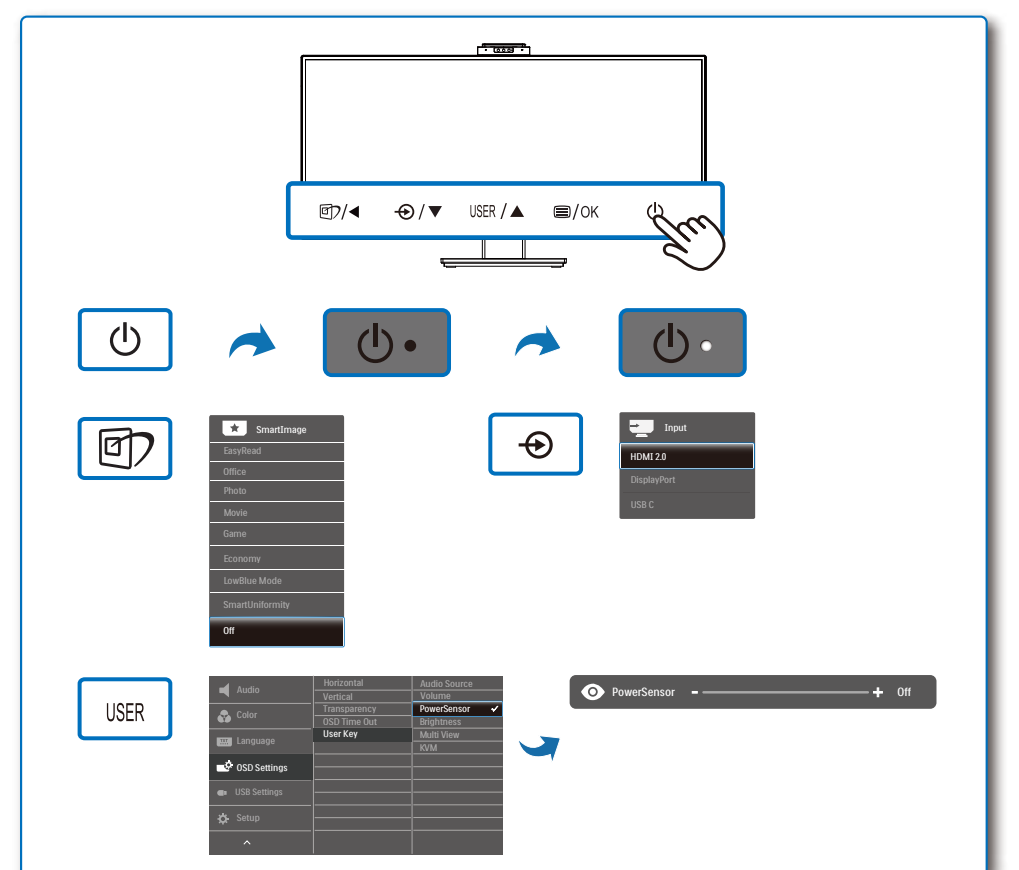 /◀ /▼ USER /▲ /OK
SmartImage
EasyRead
Office
Photo
Movie
Game
Economy
LowBlue Mode
SmartUniformity
Off
Input
HDMI 2.0
DisplayPort
USB C
USER
Audio
Color
Language
OSD Settings
USB Settings
Setup
Horizontal
Vertical
Transparency
OSD Time Out
User Key
Audio Source
Volume
PowerSensor ✓
Brightness
Multi View
KVM
PowerSensor - + Off